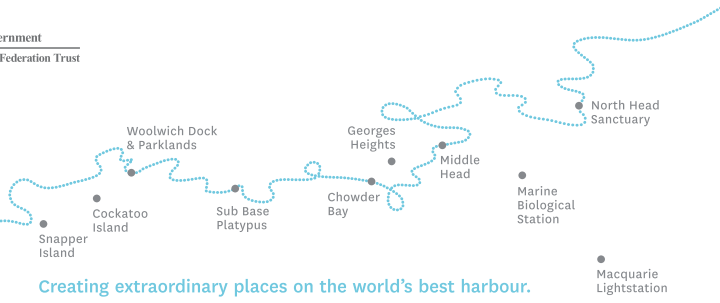 Federation Trust
North Head
Sanctuary
Woolwich Dock
& Parklands
Georges
Heights
Middle
Head
Marine
Biological
Station
Chowder
Bay
Sub Base
Platypus
Cockatoo
Island
Snapper
Island
Macquarie
Lightstation
Creating extraordinary places on the world's best harbour.